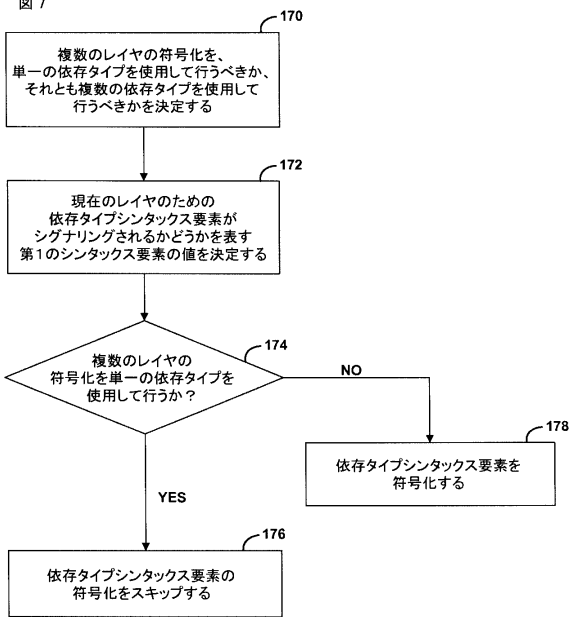 図 7
170
複数のレイヤの符号化を、
単一の依存タイプを使用して行うべきか、
それとも複数の依存タイプを使用して
行うべきかを決定する
172
現在のレイヤのための
依存タイプシンタックス要素が
シグナリングされるかどうかを表す
第1のシンタックス要素の値を決定する
174
複数のレイヤの
符号化を単一の依存タイプを
使用して行うか?
NO
178
依存タイプシンタックス要素を
符号化する
YES
176
依存タイプシンタックス要素の
符号化をスキップする